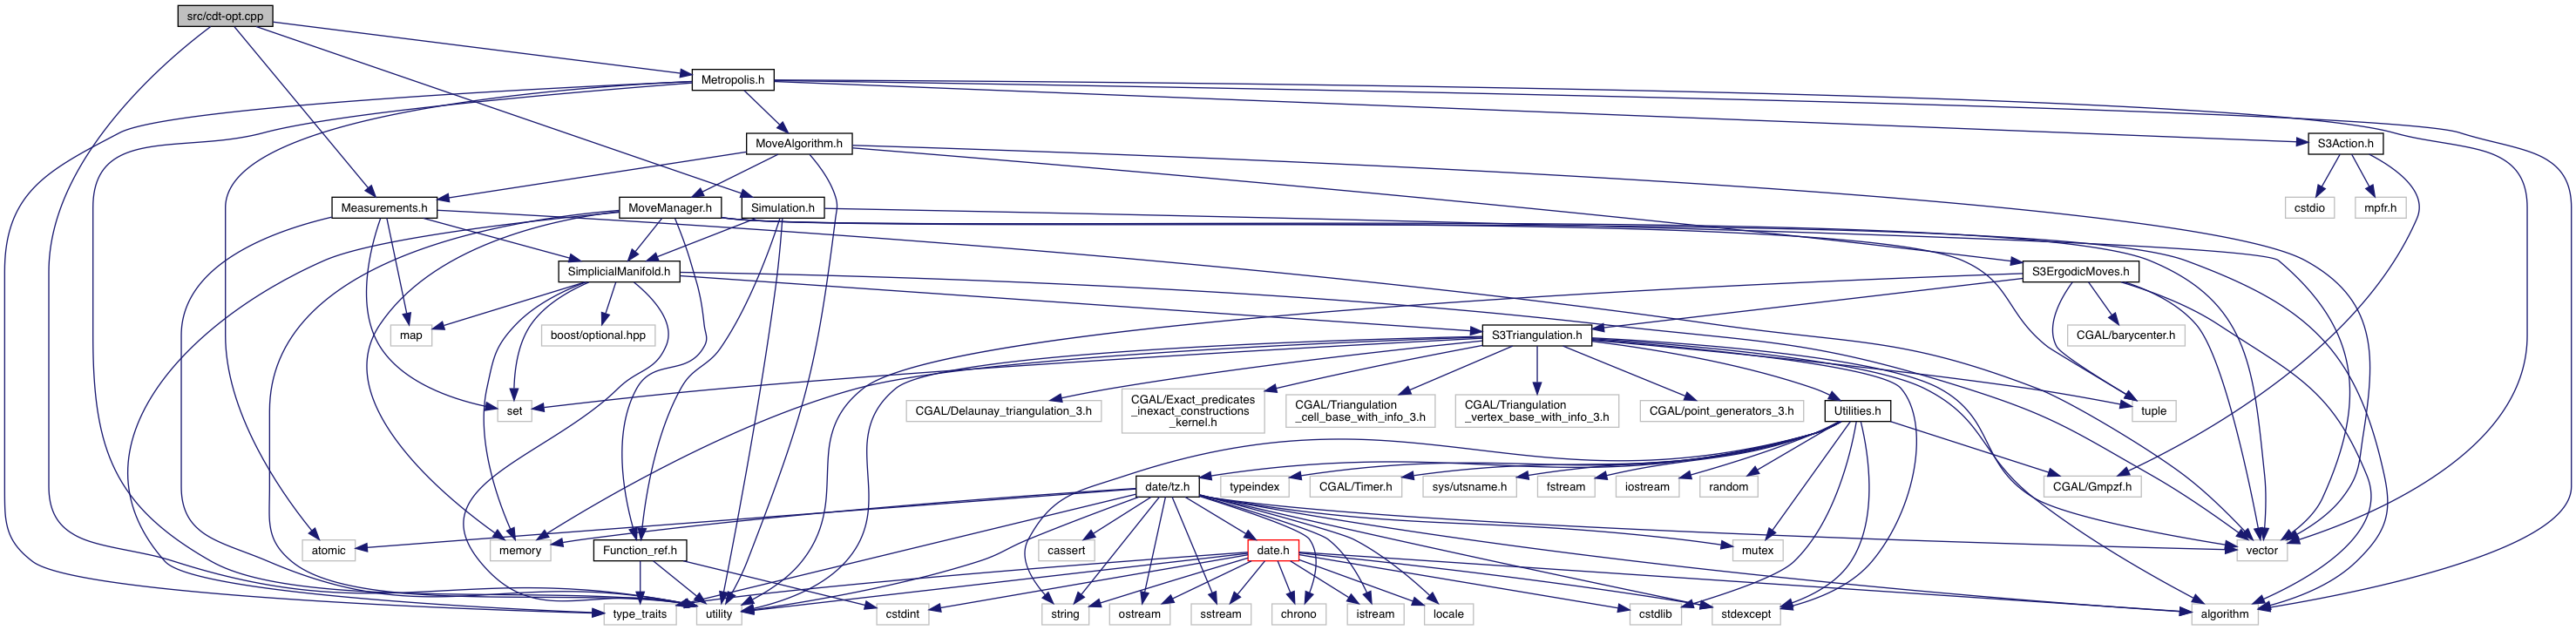 src/cdt-opt.cpp
Metropolis.h
MoveAlgorithm.h
S3Action.h
Measurements.h
MoveManager.h
Simulation.h
cstdio
mpfr.h
SimplicialManifold.h
S3ErgodicMoves.h
map
boost/optional.hpp
S3Triangulation.h
CGAL/barycenter.h
set
CGAL/Delaunay_triangulation_3.h
CGAL/Exact_predicates
_inexact_constructions
_kernel.h
CGAL/Triangulation
_cell_base_with_info_3.h
CGAL/Triangulation
_vertex_base_with_info_3.h
CGAL/point_generators_3.h
Utilities.h
tuple
date/tz.h
typeindex
CGAL/Timer.h
sys/utsname.h
fstream
iostream
random
CGAL/Gmpzf.h
atomic
memory
Function_ref.h
cassert
date.h
mutex
vector
type_traits
utility
cstdint
string
ostream
sstream
chrono
istream
locale
cstdlib
stdexcept
algorithm